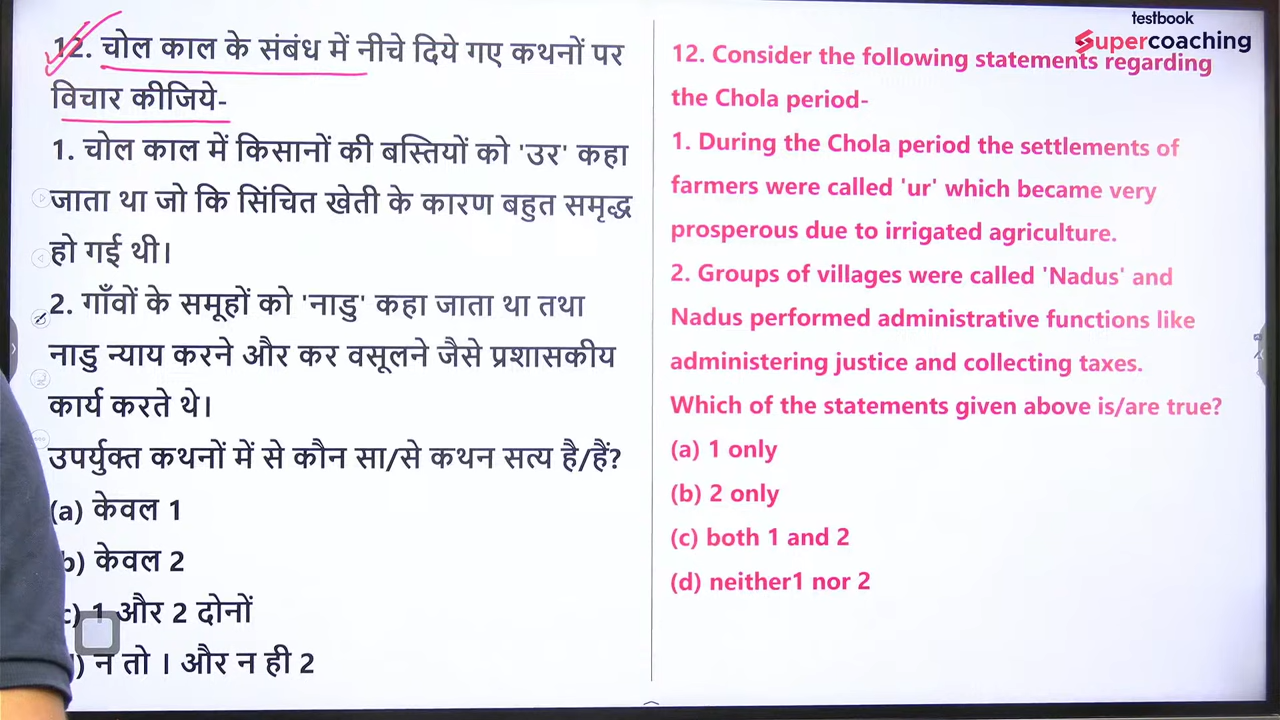 testbook
Supercoaching
12. चोल काल के संबंध में नीचे दिये गए कथनों पर
विचार कीजिये-
1. चोल काल में किसानों की बस्तियों को 'उर' कहा
जाता था जो कि सिंचित खेती के कारण बहुत समृद्ध
हो गई थी।
2. गाँवों के समूहों को 'नाडु' कहा जाता था तथा
नाडु न्याय करने और कर वसूलने जैसे प्रशासकीय
कार्य करते थे।
उपर्युक्त कथनों में से कौन सा/से कथन सत्य है/हैं?
(a) केवल 1
b) केवल 2
c) 1 और 2 दोनों
) न तो । और न ही 2
12. Consider the following statements regarding
the Chola period-
1. During the Chola period the settlements of
farmers were called 'ur' which became very
prosperous due to irrigated agriculture.
2. Groups of villages were called 'Nadus' and
Nadus performed administrative functions like
administering justice and collecting taxes.
Which of the statements given above is/are true?
(a) 1 only
(b) 2 only
(c) both 1 and 2
(d) neither1 nor 2